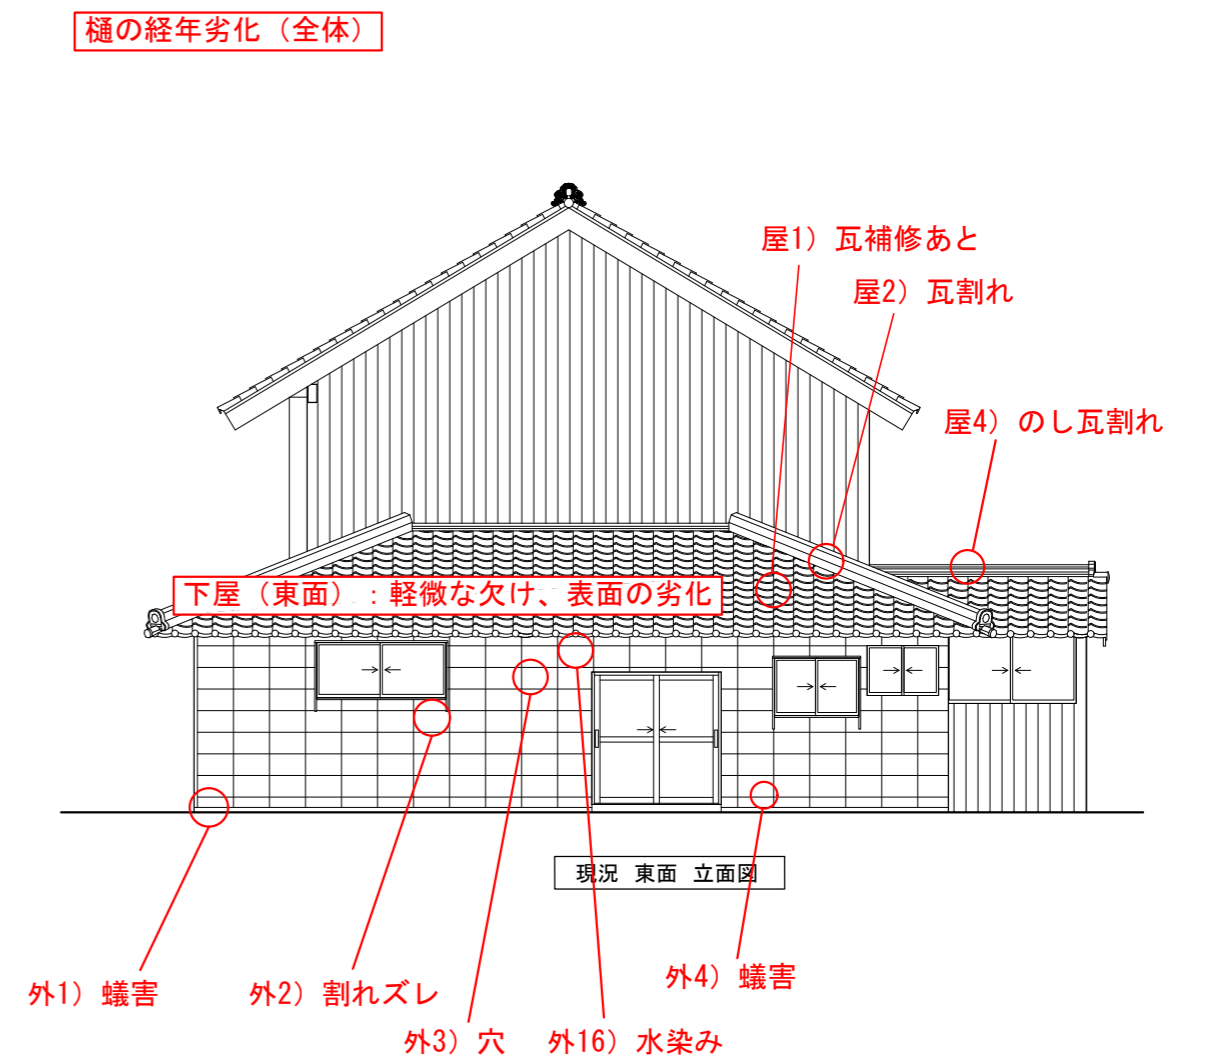 樋の経年劣化（全体）
屋1）瓦補修あと
屋2）瓦割れ
屋4）のし瓦割れ
下屋（東面）：軽微な欠け、表面の劣化
現況 東面 立面図
外1）蟻害
外2）割れズレ
外4）蟻害
外3）穴
外16）水染み